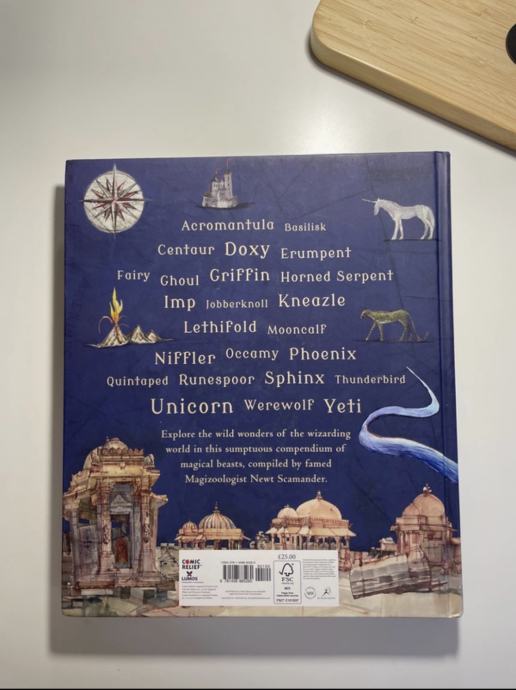 Acromantula Basilisk
Centaur Doxy Erumpent
Fairy Ghoul Griffin Horned Serpent
Imp Jobberknoll Kneazle
Lethifold Mooncalf
Niffler Occamy Phoenix
Quintaped Runespoor Sphinx Thunderbird
Unicorn Werewolf Yeti
Explore the wild wonders of the wizarding
world in this sumptuous compendium of
magical beasts, compiled by famed
Magizoologist Newt Scamander.
£25.00
COMIC
RELIEF
LUMOS
FSC